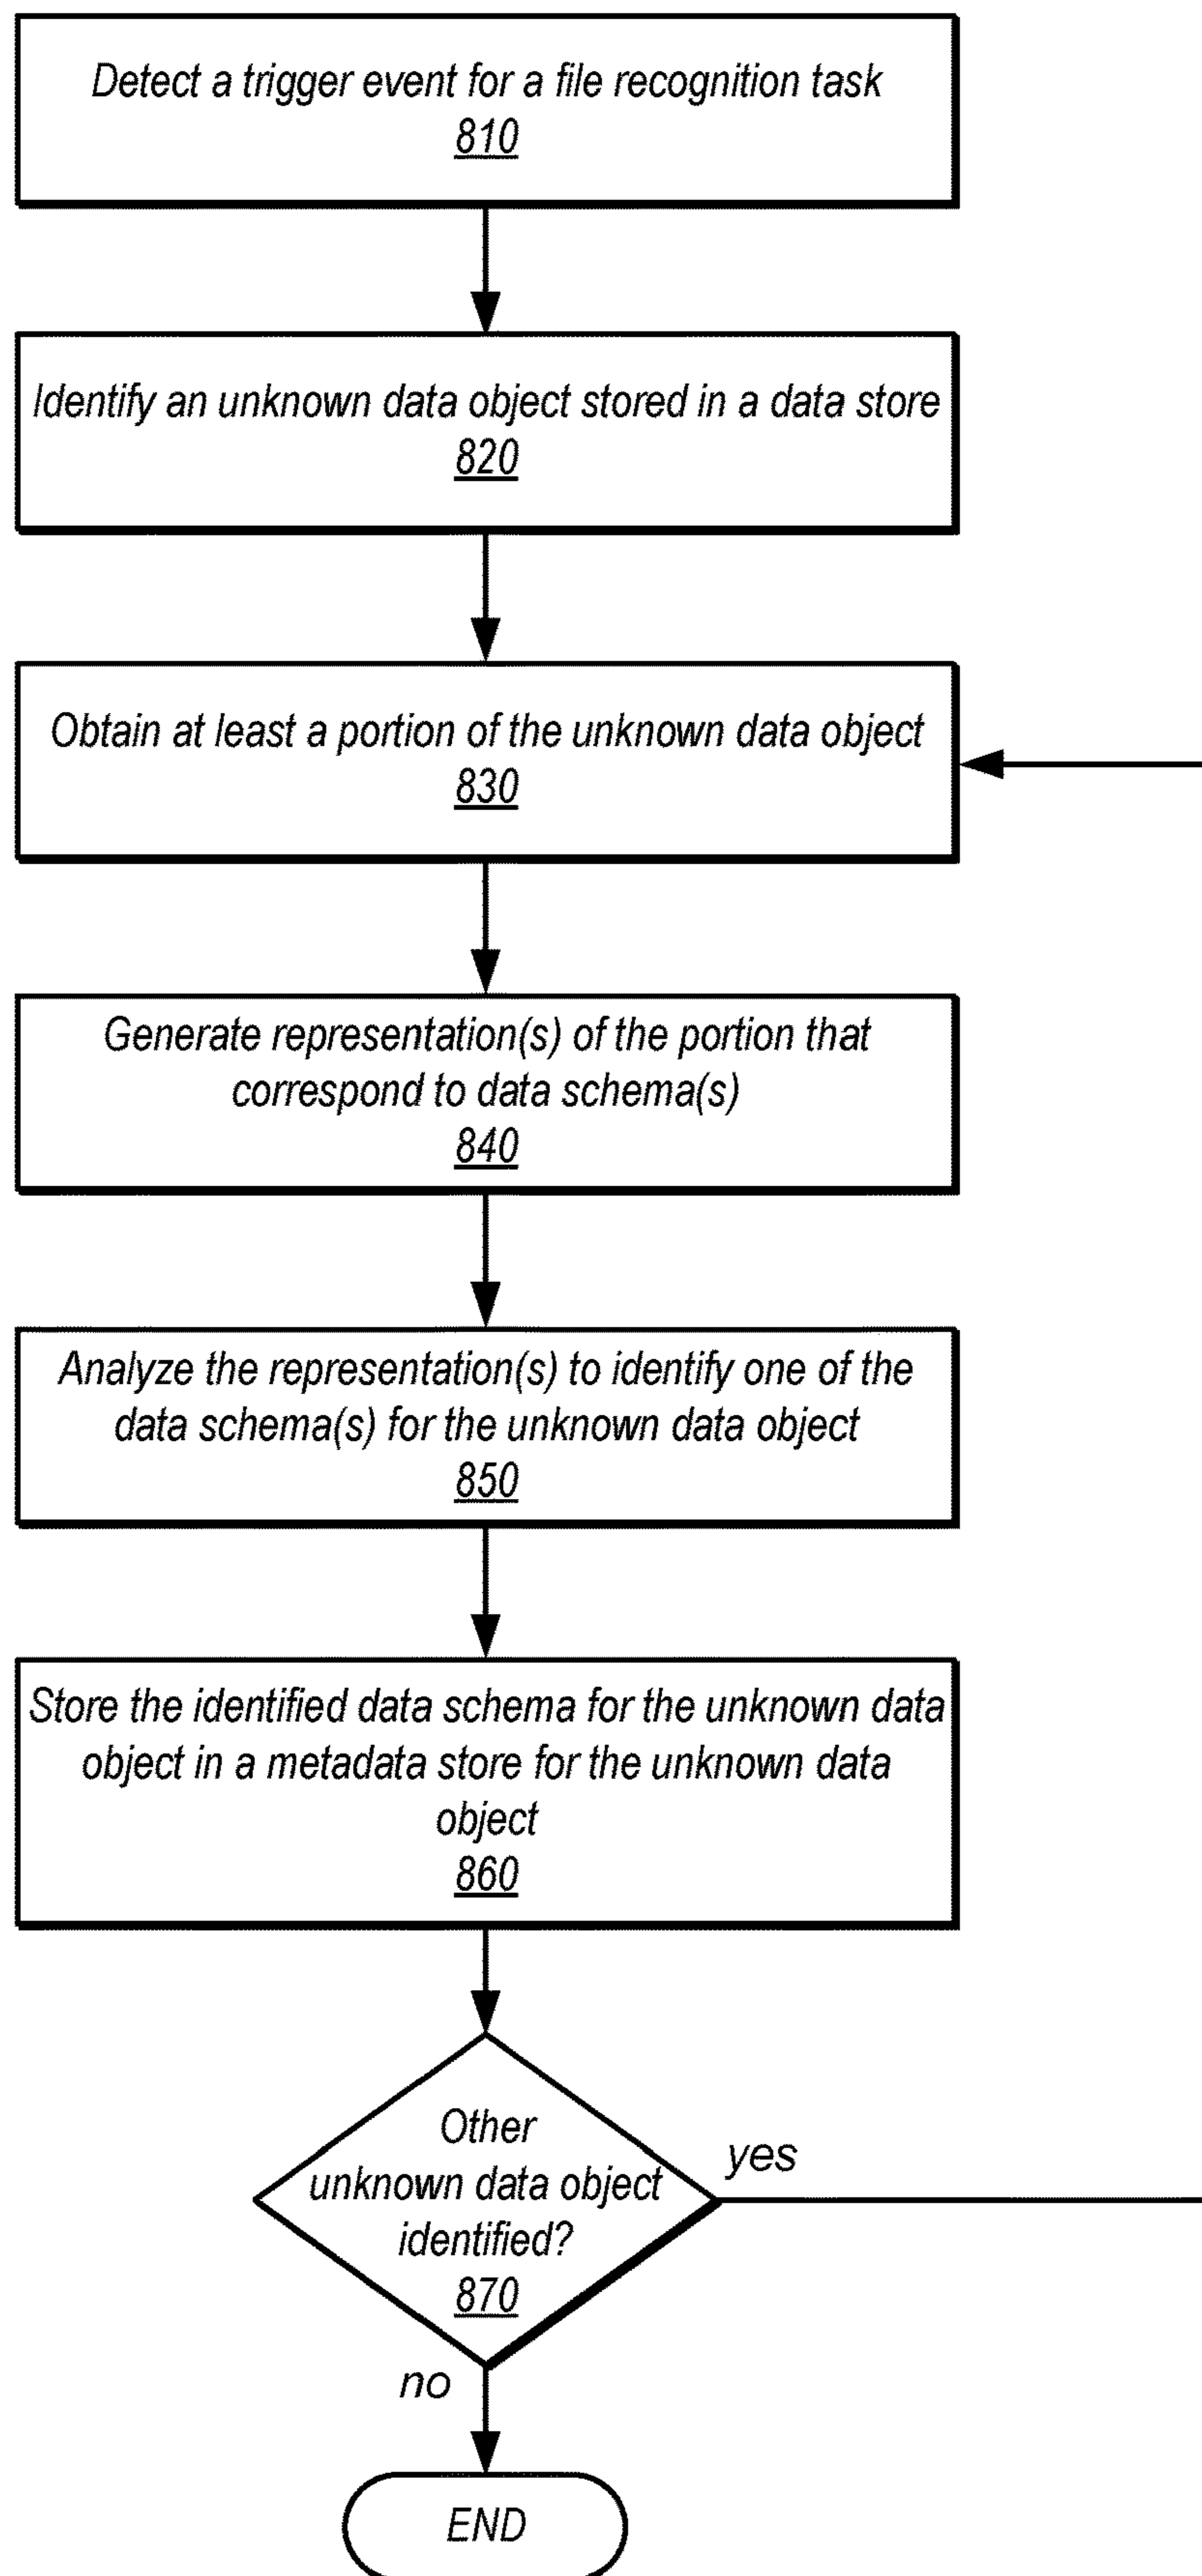 Detect a trigger event for a file recognition task
810
Identify an unknown data object stored in a data store
820
Obtain at least a portion of the unknown data object
830
Generate representation(s) of the portion that
correspond to data schema(s)
840
Analyze the representation(s) to identify one of the
data schema(s) for the unknown data object
850
Store the identified data schema for the unknown data
object in a metadata store for the unknown data
object
860
Other
unknown data object
identified?
870
yes
no
END